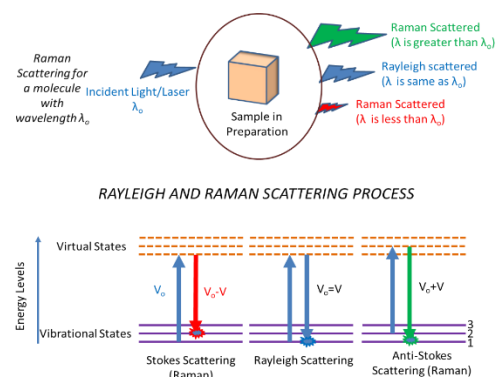 Raman
Scattering for
a molecule
with
wavelength λₒ
Incident Light/Laser
λₒ
Sample in
Preparation
Raman Scattered
(λ is greater than λₒ)
Rayleigh scattered
(λ is same as λₒ)
Raman Scattered
(λ is less than λₒ)
RAYLEIGH AND RAMAN SCATTERING PROCESS
Energy Levels
Virtual States
Vibrational States
Vₒ
Vₒ-V
Vₒ=V
Vₒ+V
3
2
1
Stokes Scattering
(Raman)
Rayleigh Scattering
Anti-Stokes
Scattering (Raman)